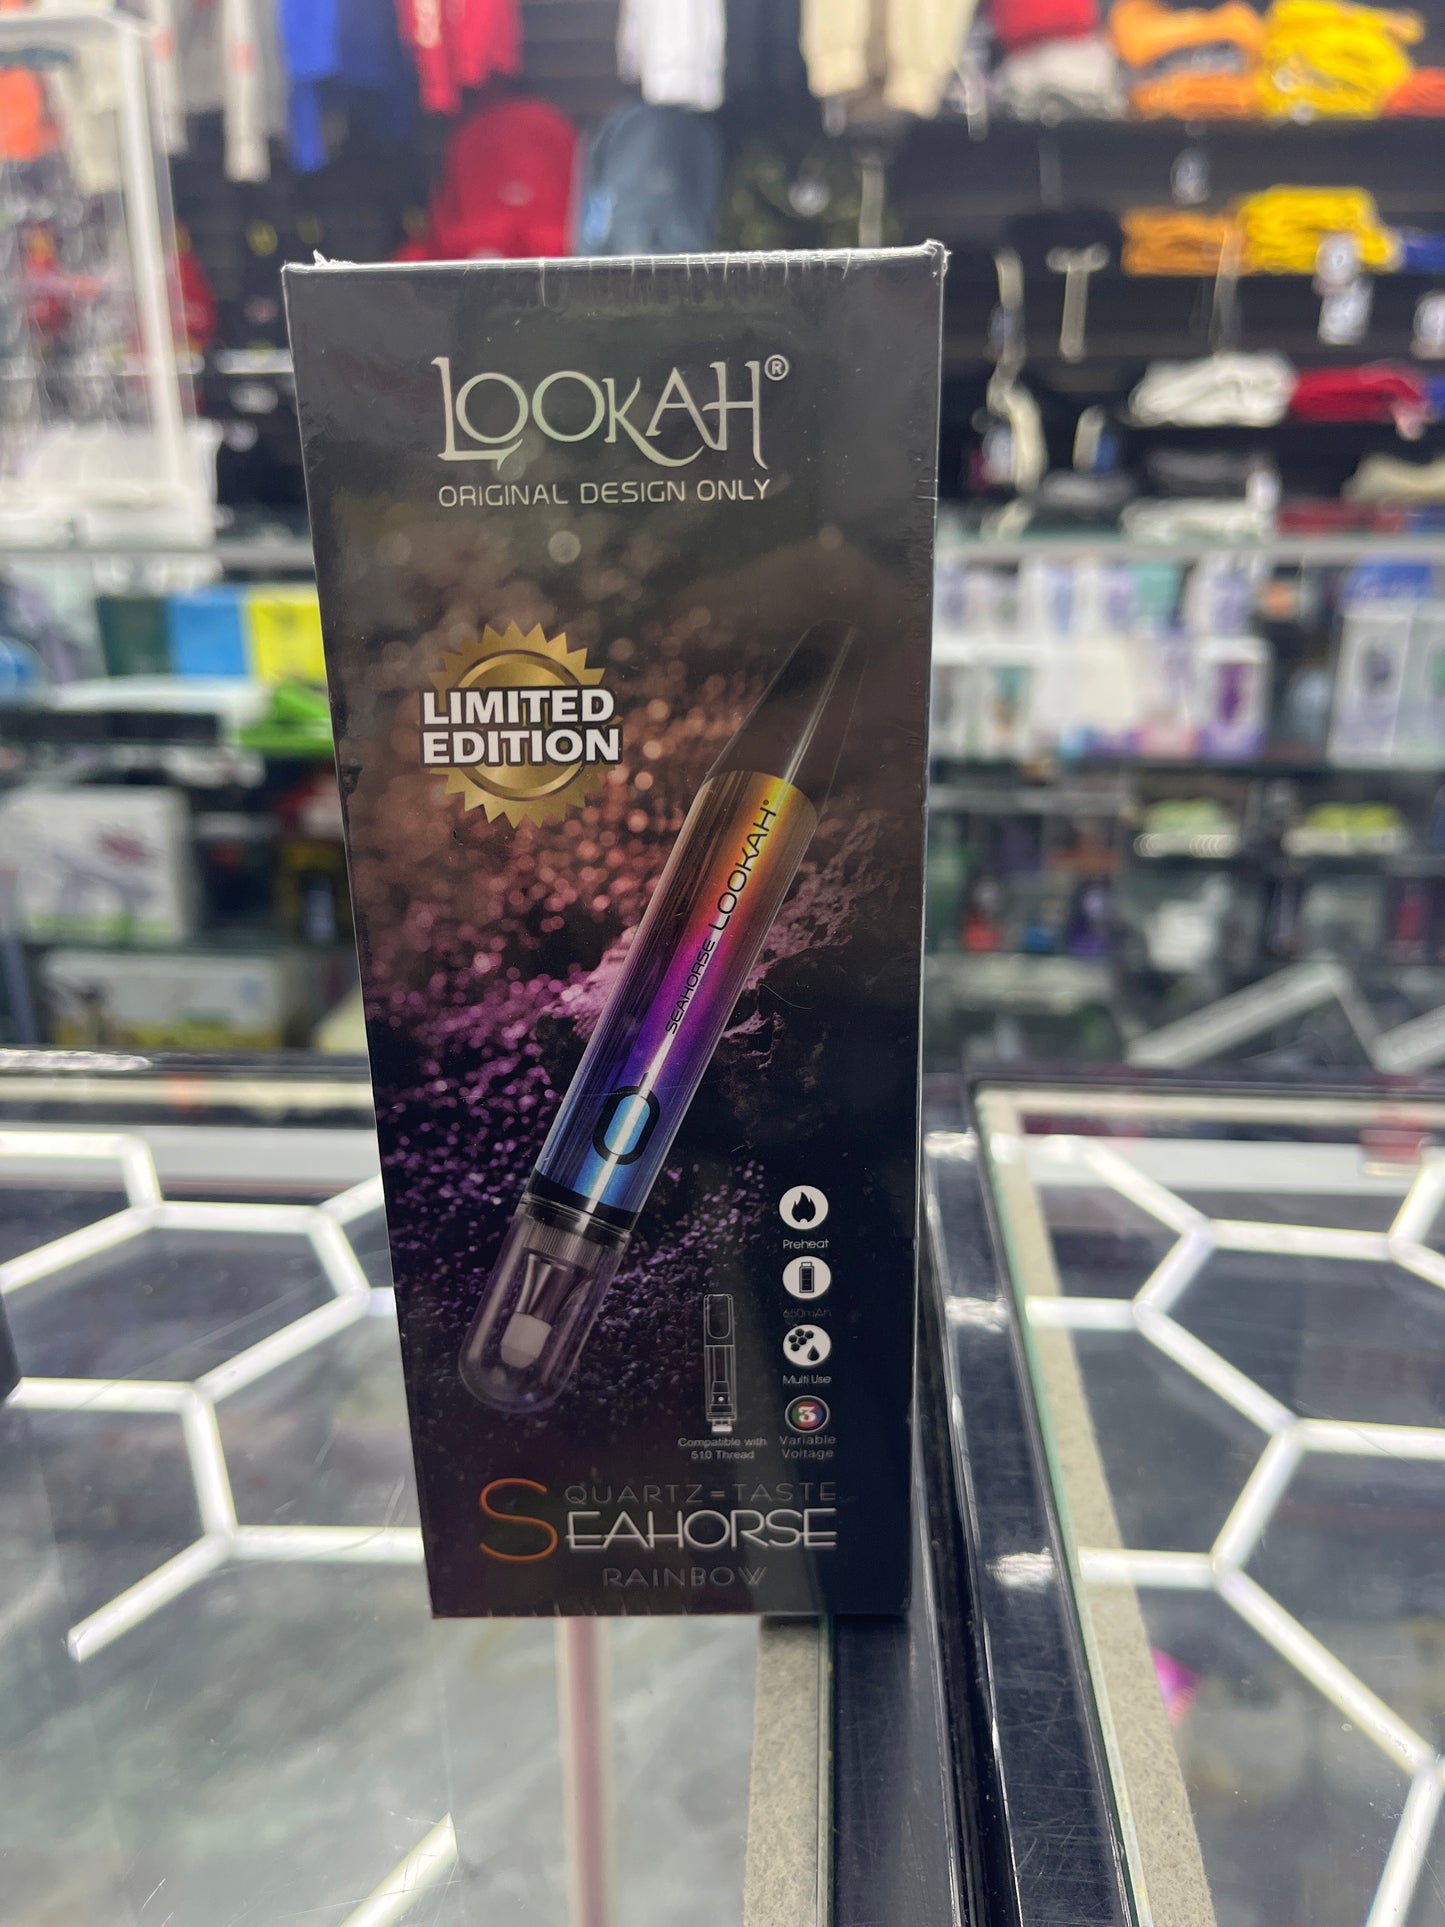 LOOKAH®
ORIGINAL DESIGN ONLY
LIMITED
EDITION
SEAHORSE LOOKAH®
Preheat
650mAh
Multi Use
3
Variable
Voltage
Compatible with
510 Thread
QUARTZ=TASTE
SEAHORSE
RAINBOW